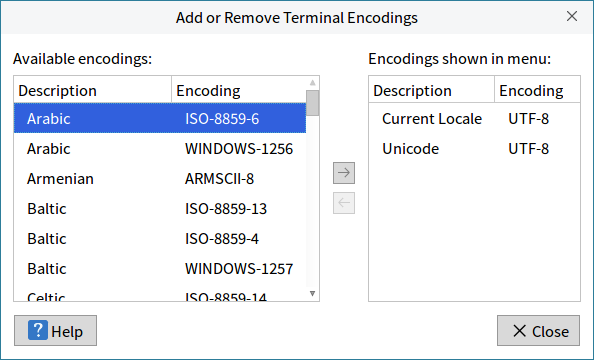 Add or Remove Terminal Encodings
Available encodings:
Description Encoding
Arabic ISO-8859-6
Arabic WINDOWS-1256
Armenian ARMSCII-8
Baltic ISO-8859-13
Baltic ISO-8859-4
Baltic WINDOWS-1257
Celtic ISO-8859-14
Encodings shown in menu:
Description Encoding
Current Locale UTF-8
Unicode UTF-8
Help
Close